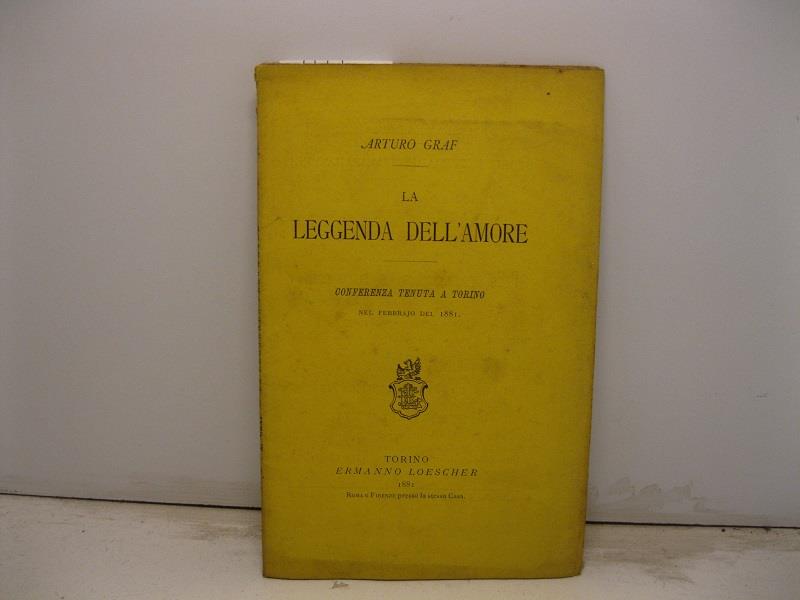 ARTURO GRAF
LA
LEGGENDA DELL'AMORE
CONFERENZA TENUTA A TORINO
NEL FEBBRAJO DEL 1881.
TORINO
ERMANNO LOESCHER
1881
ROMA e FIRENZE presso la stessa Casa.